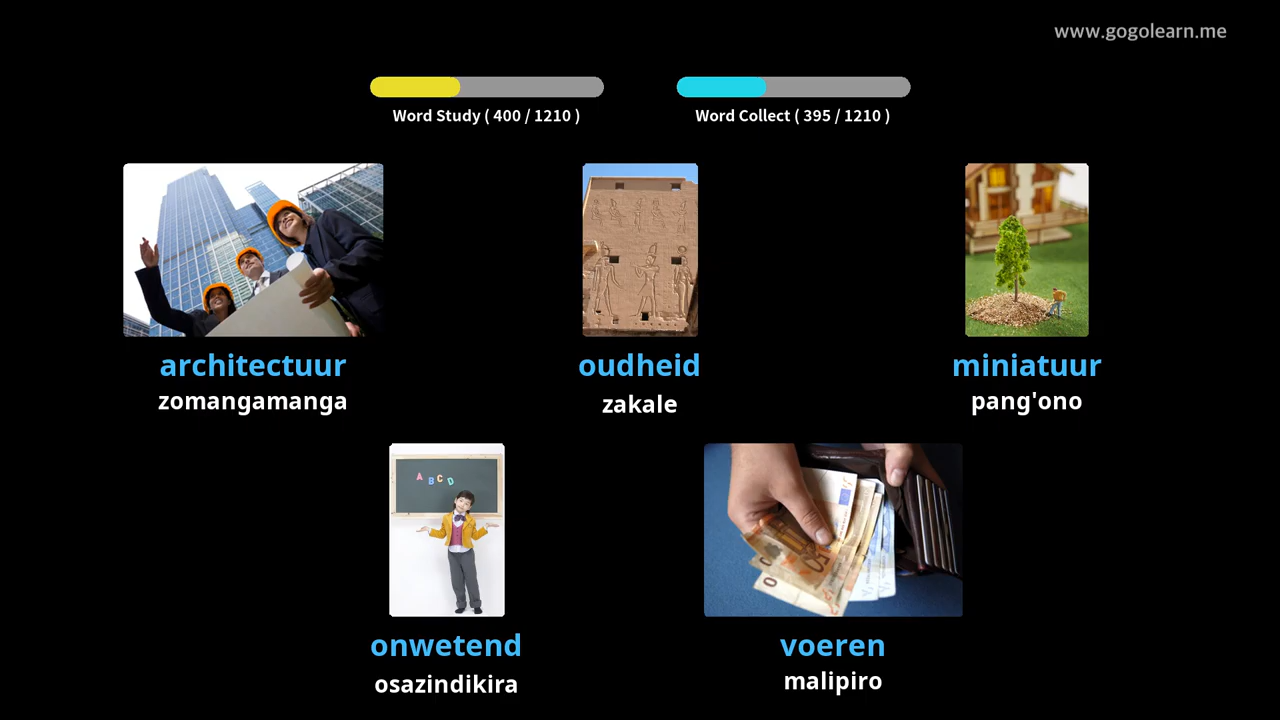 www.gogolearn.me
Word Study ( 400 / 1210 )
Word Collect ( 395 / 1210 )
architectuur
zomangamanga
oudheid
zakale
miniatuur
pang'ono
A B C D
onwetend
osazindikira
50
voeren
malipiro